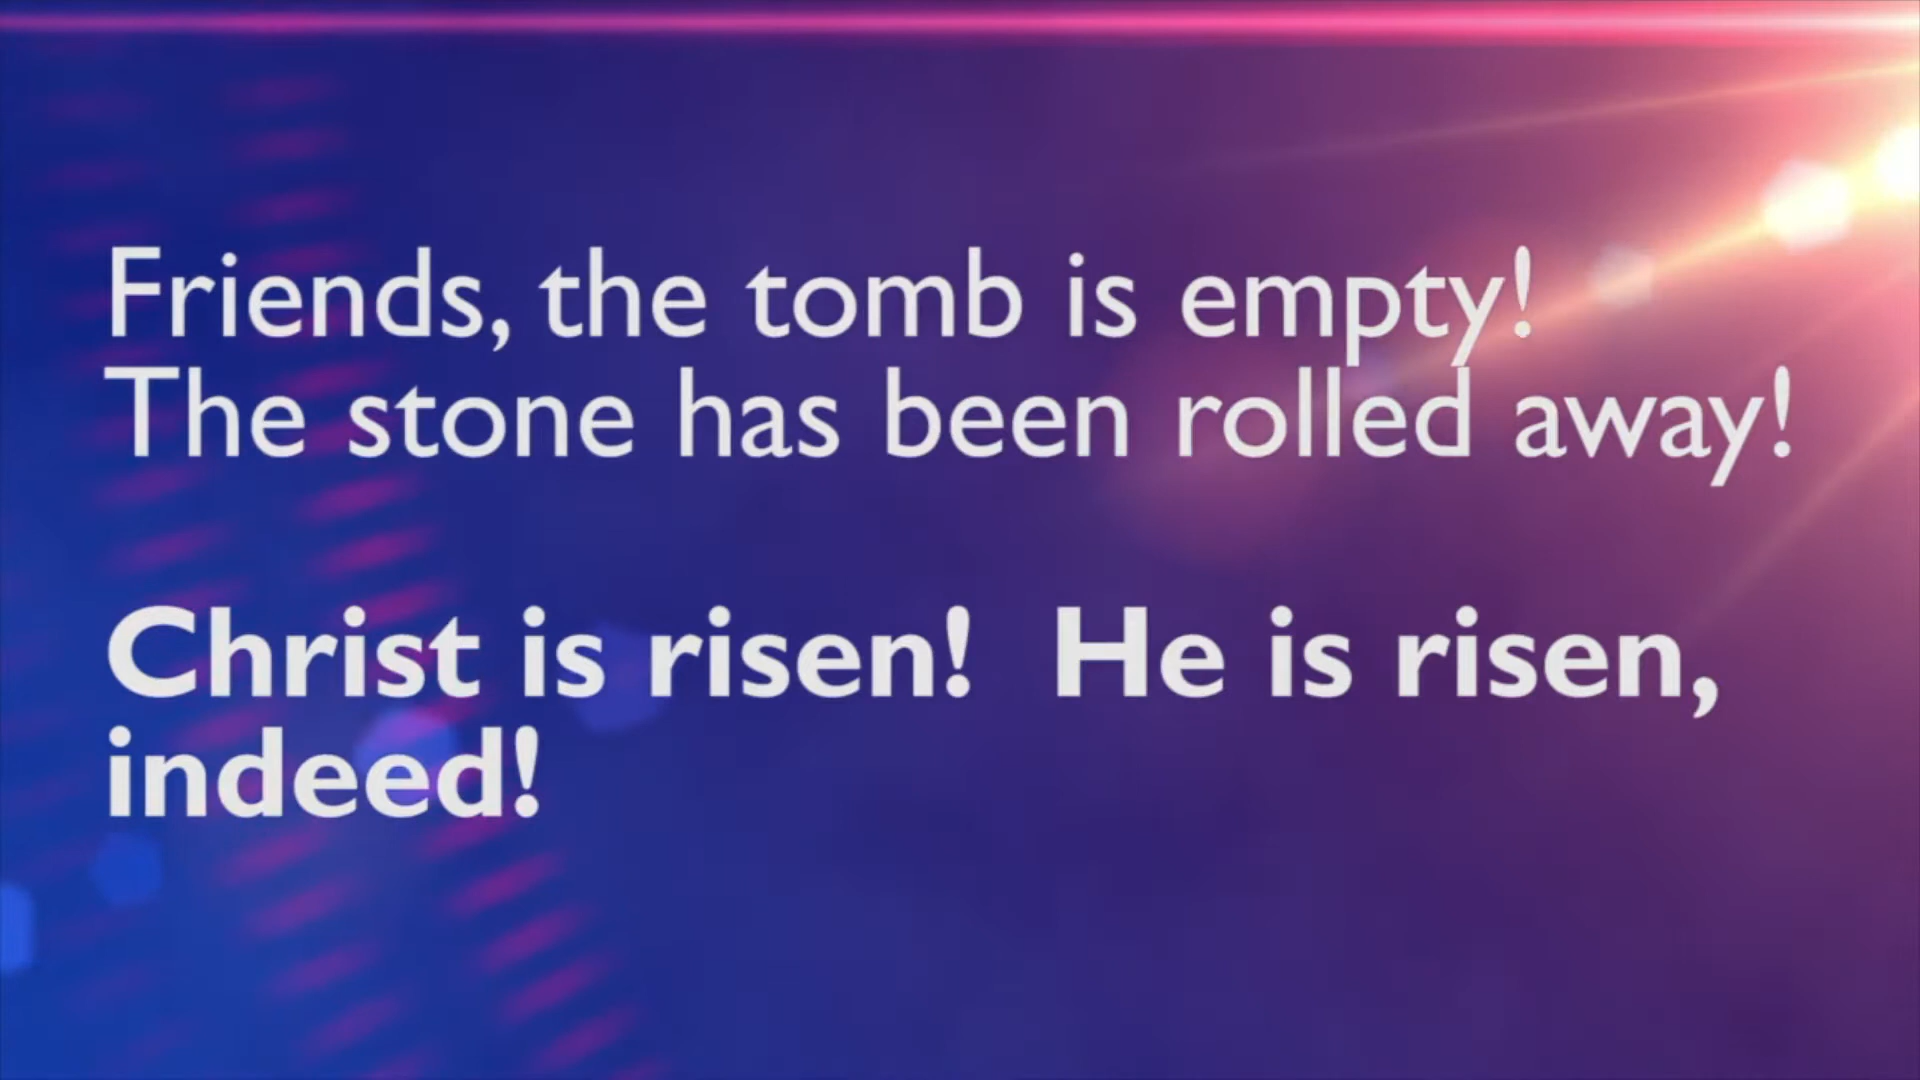 Friends, the tomb is empty!
The stone has been rolled away!
Christ is risen!  He is risen,
indeed!